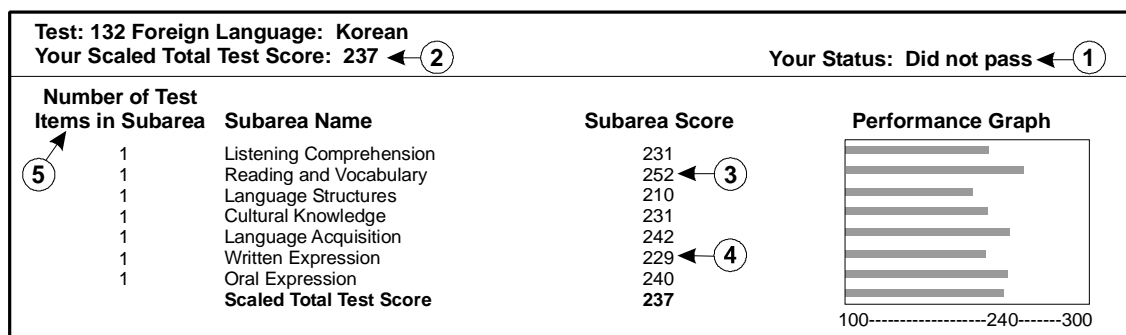 Test: 132 Foreign Language: Korean
Your Scaled Total Test Score: 237 2
Your Status: Did not pass 1
Number of Test
Items in Subarea Subarea Name Subarea Score Performance Graph
5
1 Listening Comprehension 231
1 Reading and Vocabulary 252 3
1 Language Structures 210
1 Cultural Knowledge 231
1 Language Acquisition 242
1 Written Expression 229 4
1 Oral Expression 240
Scaled Total Test Score 237
100------------------240-------300